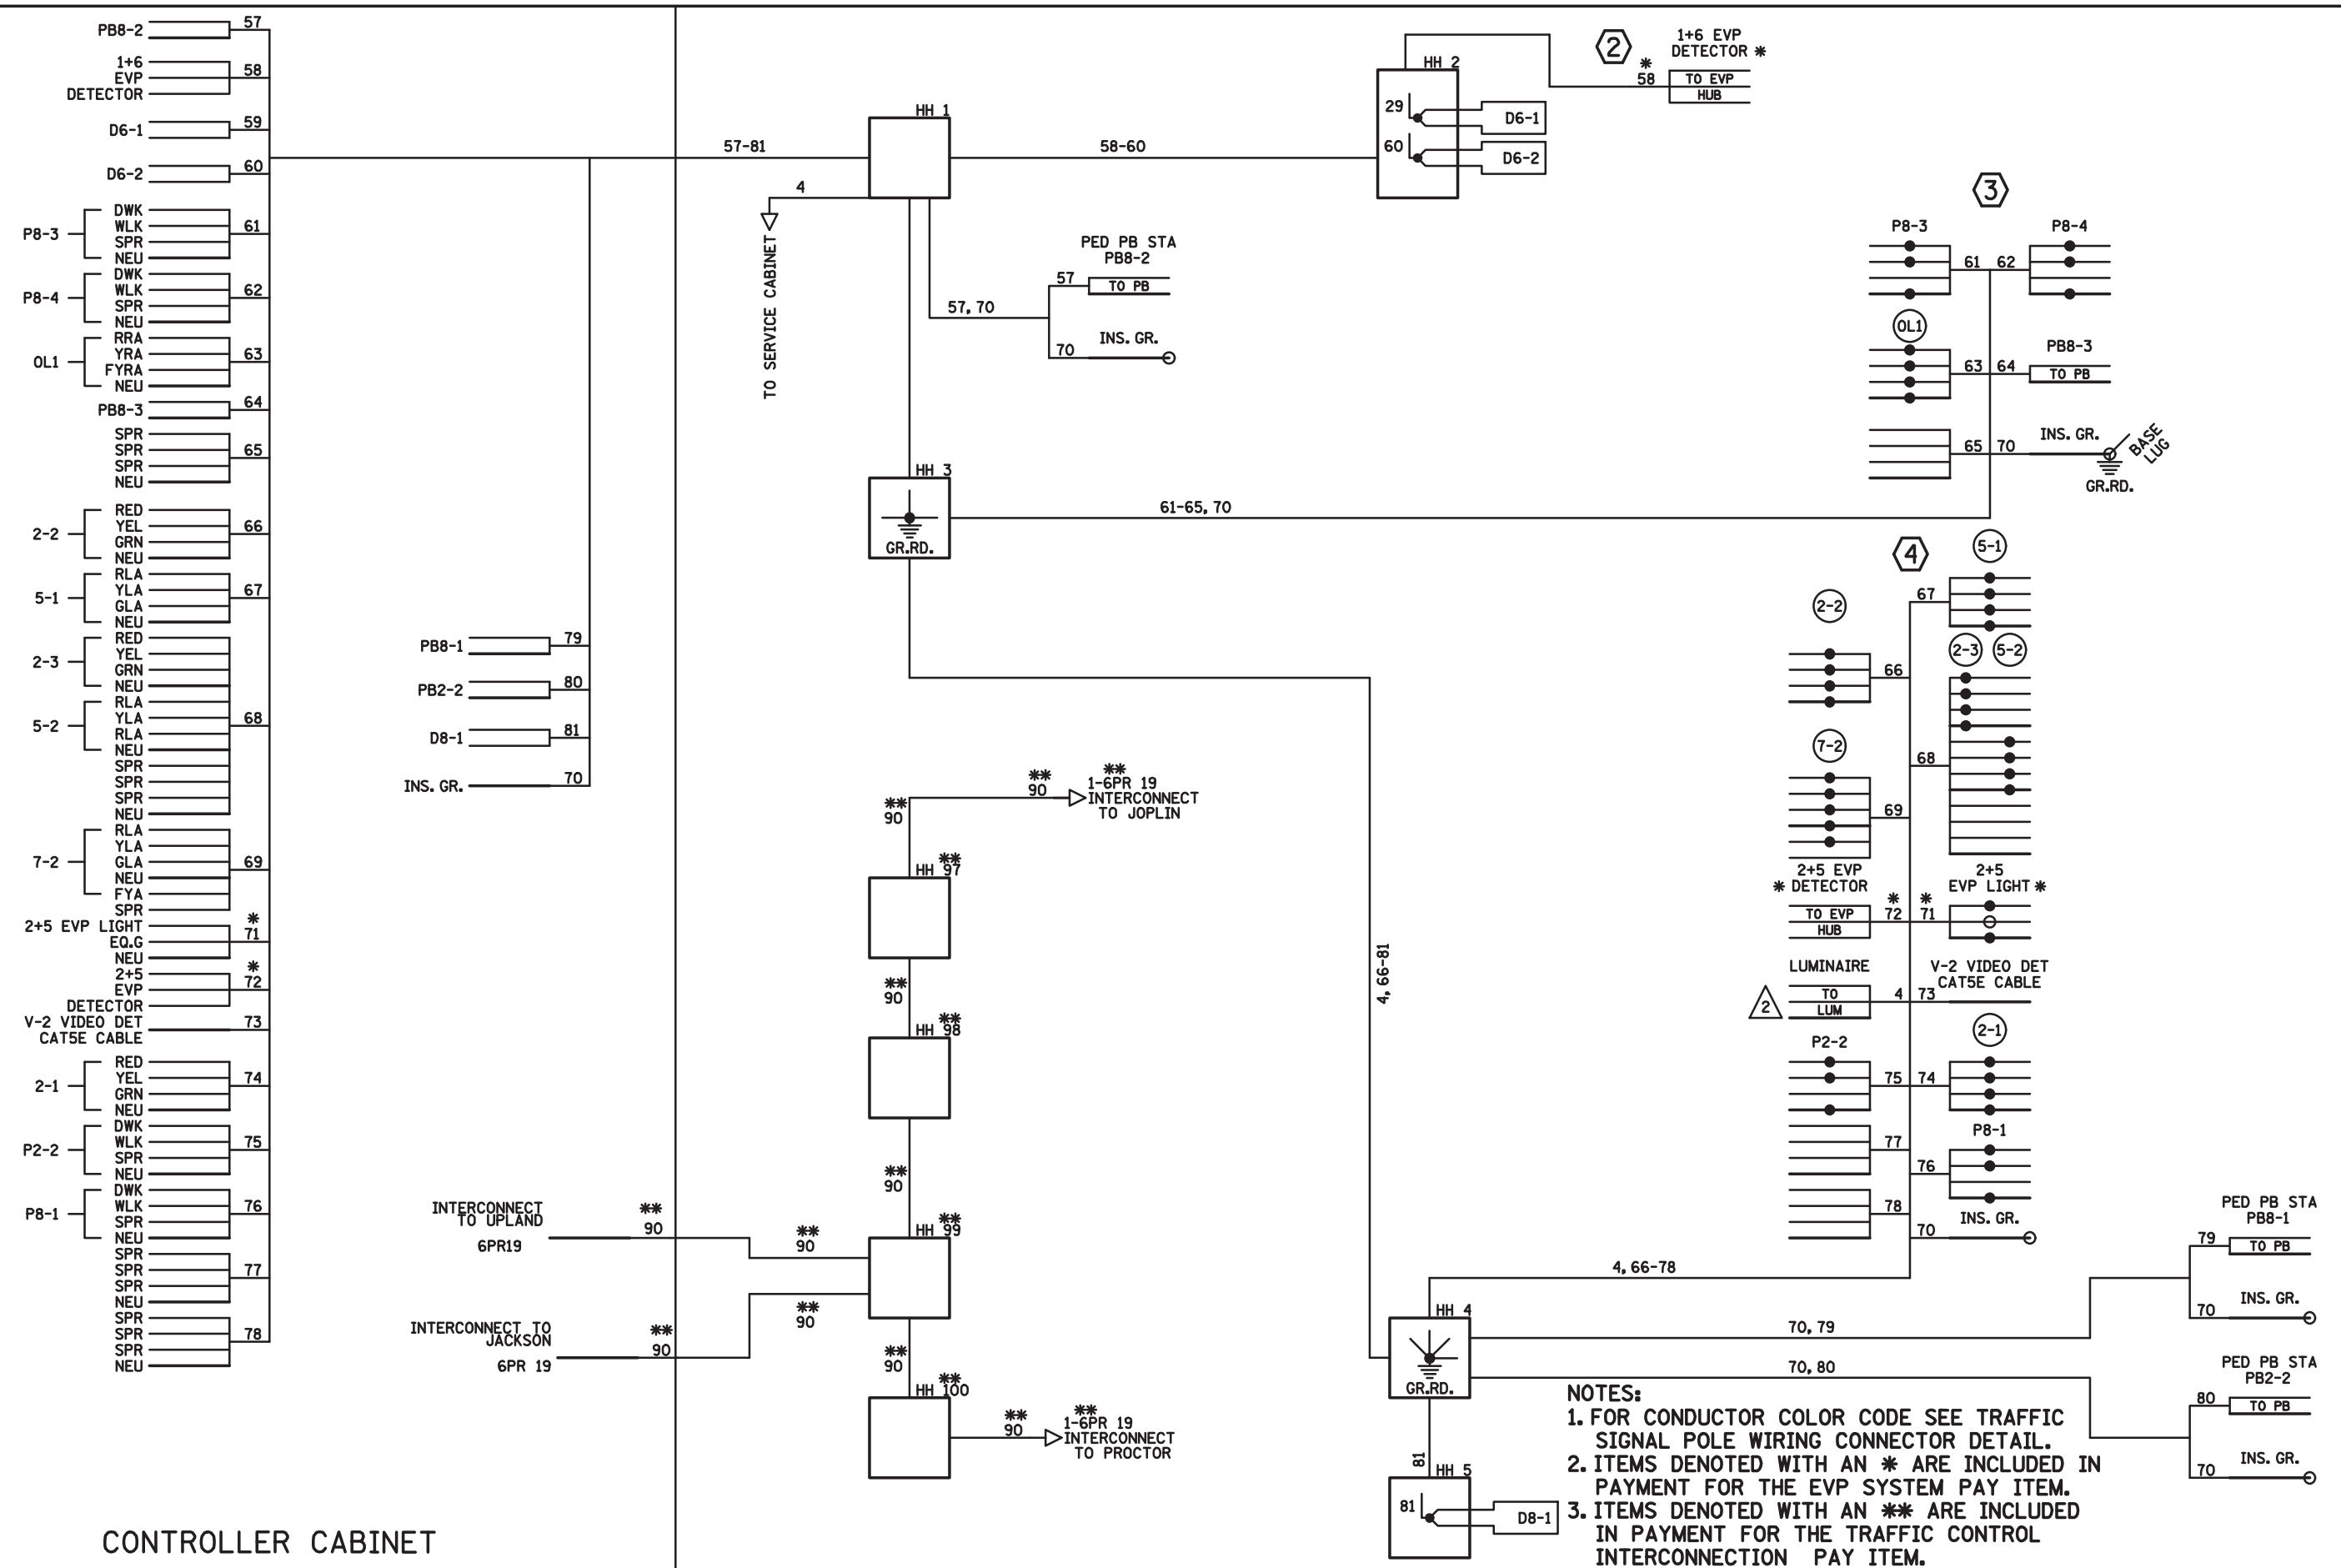 PB8-2
57
1+6
EVP
DETECTOR
58
D6-1
59
D6-2
60
P8-3
DWK
WLK
SPR
NEU
61
P8-4
DWK
WLK
SPR
NEU
62
OL1
RRA
YRA
FYRA
NEU
63
PB8-3
64
SPR
SPR
SPR
NEU
65
2-2
RED
YEL
GRN
NEU
66
5-1
RLA
YLA
GLA
NEU
67
2-3
RED
YEL
GRN
NEU
5-2
RLA
YLA
RLA
NEU
SPR
SPR
SPR
NEU
68
7-2
RLA
YLA
GLA
NEU
FYA
SPR
69
2+5 EVP LIGHT
EQ.G
NEU
*
71
2+5
EVP
DETECTOR
*
72
V-2 VIDEO DET
CAT5E CABLE
73
2-1
RED
YEL
GRN
NEU
74
P2-2
DWK
WLK
SPR
NEU
75
P8-1
DWK
WLK
SPR
NEU
76
SPR
SPR
SPR
NEU
77
SPR
SPR
SPR
NEU
78
CONTROLLER CABINET
PB8-1
79
PB2-2
80
D8-1
81
INS. GR.
70
INTERCONNECT
TO UPLAND
6PR19
**
90
**
90
INTERCONNECT TO
JACKSON
6PR 19
**
90
**
90
57-81
HH 1
4
TO SERVICE CABINET
58-60
57, 70
PED PB STA
PB8-2
57
TO PB
INS. GR.
70
HH 2
29
D6-1
60
D6-2
2
*
58
1+6 EVP
DETECTOR *
TO EVP
HUB
HH 3
GR.RD.
61-65, 70
3
P8-3
61
62
P8-4
OL1
63
64
PB8-3
TO PB
65
70
INS. GR.
BASE
LUG
GR.RD.
4
5-1
67
2-2
66
2-3
5-2
68
7-2
69
2+5 EVP
* DETECTOR
TO EVP
HUB
*
72
*
71
2+5
EVP LIGHT *
LUMINAIRE
2
TO
LUM
4
73
V-2 VIDEO DET
CAT5E CABLE
P2-2
75
74
2-1
77
76
P8-1
78
70
INS. GR.
4, 66-81
4, 66-78
**
90
**
90
**
1-6PR 19
INTERCONNECT
TO JOPLIN
**
HH 97
**
90
**
HH 98
**
90
**
HH 99
**
90
**
HH 100
**
90
**
1-6PR 19
INTERCONNECT
TO PROCTOR
HH 4
GR.RD.
70, 79
70, 80
PED PB STA
PB8-1
79
TO PB
INS. GR.
70
PED PB STA
PB2-2
80
TO PB
INS. GR.
70
81
HH 5
81
D8-1
NOTES:
1. FOR CONDUCTOR COLOR CODE SEE TRAFFIC
SIGNAL POLE WIRING CONNECTOR DETAIL.
2. ITEMS DENOTED WITH AN * ARE INCLUDED IN
PAYMENT FOR THE EVP SYSTEM PAY ITEM.
3. ITEMS DENOTED WITH AN ** ARE INCLUDED
IN PAYMENT FOR THE TRAFFIC CONTROL
INTERCONNECTION PAY ITEM.